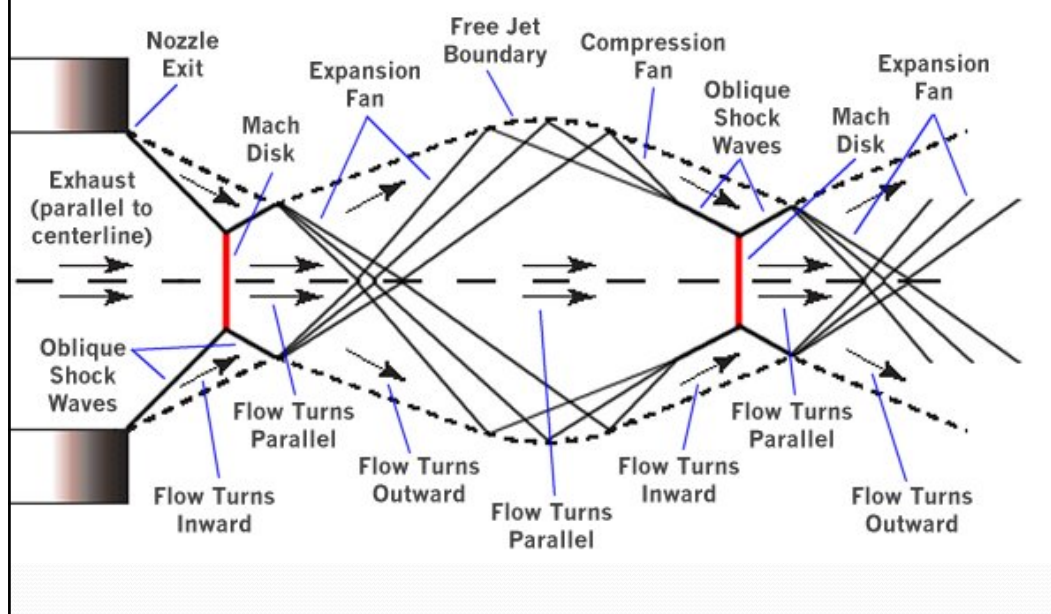 Nozzle
Exit
Expansion
Fan
Free Jet
Boundary
Compression
Fan
Oblique
Shock
Waves
Mach
Disk
Expansion
Fan
Mach
Disk
Exhaust
(parallel to
centerline)
Oblique
Shock
Waves
Flow Turns
Inward
Flow Turns
Parallel
Flow Turns
Outward
Flow Turns
Parallel
Flow Turns
Inward
Flow Turns
Parallel
Flow Turns
Outward